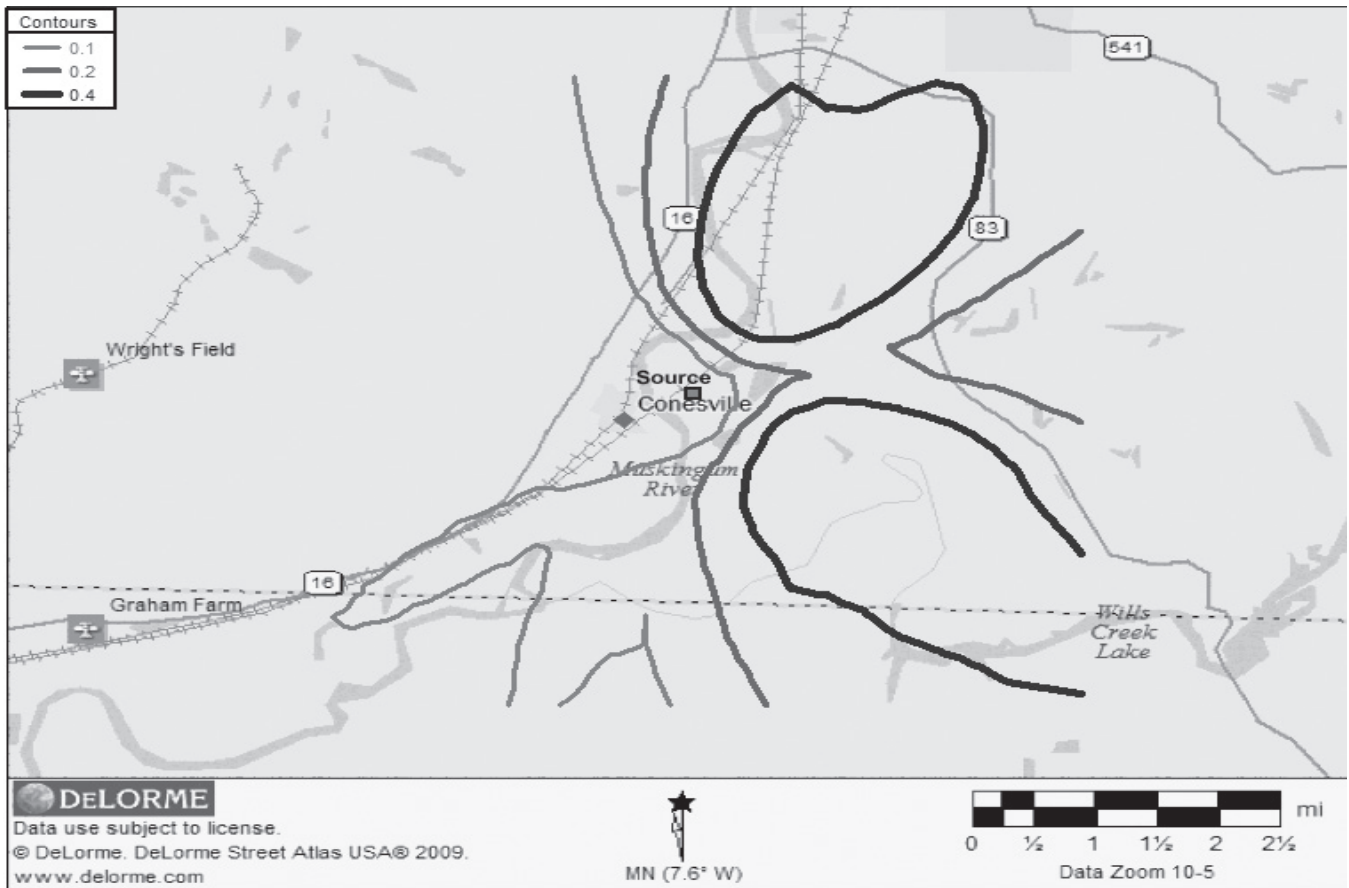 Contours
0.1
0.2
0.4
541
16
83
Wright's Field
Source
Conesville
Muskingum
River
16
Graham Farm
Wills
Creek
Lake
DELORME
Data use subject to license.
© DeLorme. DeLorme Street Atlas USA® 2009.
www.delorme.com
MN (7.6° W)
mi
0 ½ 1 1½ 2 2½
Data Zoom 10-5